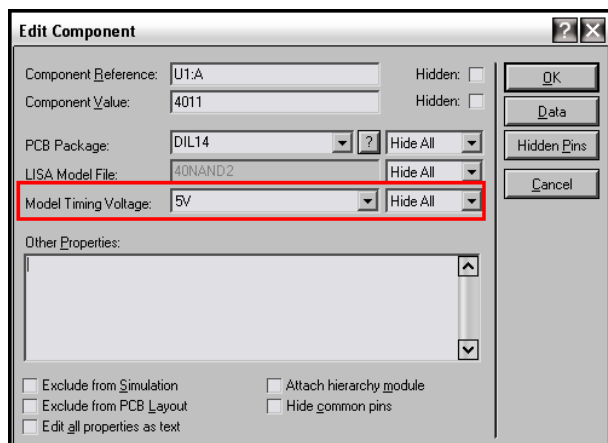 Edit Component
? X
Component Reference: U1:A Hidden:
OK
Component Value: 4011 Hidden:
Data
PCB Package: DIL14 ? Hide All
Hidden Pins
LISA Model File: 40NAND2 Hide All
Cancel
Model Timing Voltage: 5V Hide All
Other Properties:
Exclude from Simulation Attach hierarchy module
Exclude from PCB Layout Hide common pins
Edit all properties as text